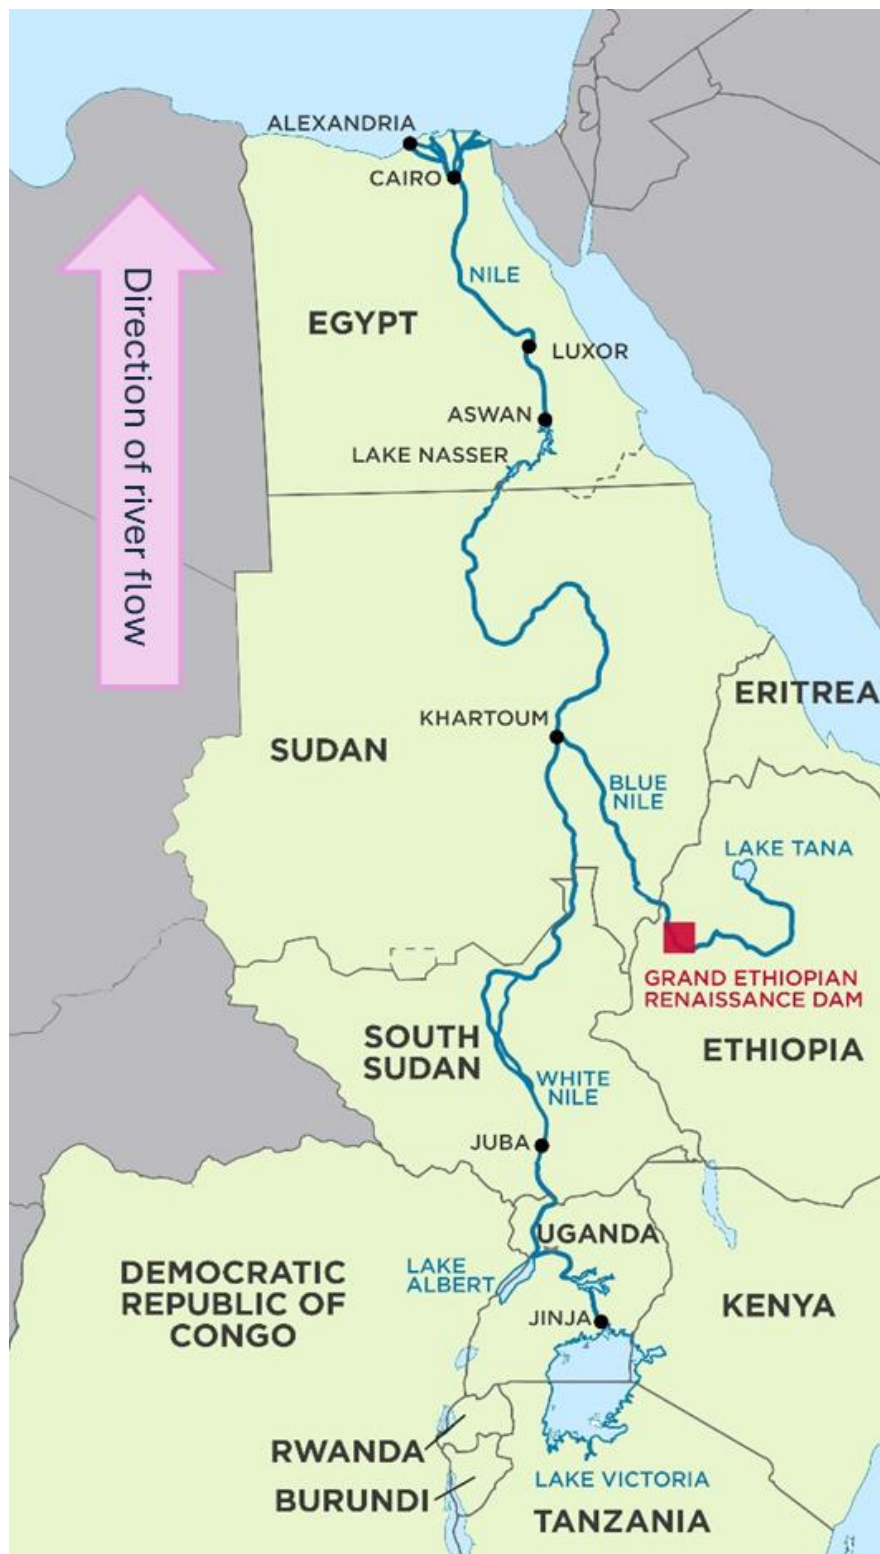 ALEXANDRIA
CAIRO
NILE
EGYPT
LUXOR
ASWAN
LAKE NASSER
Direction of river flow
ERITREA
KHARTOUM
SUDAN
BLUE
NILE
LAKE TANA
GRAND ETHIOPIAN
RENAISSANCE DAM
SOUTH
SUDAN
ETHIOPIA
WHITE
NILE
JUBA
UGANDA
LAKE
ALBERT
DEMOCRATIC
REPUBLIC OF
CONGO
KENYA
JINJA
RWANDA
LAKE VICTORIA
BURUNDI
TANZANIA